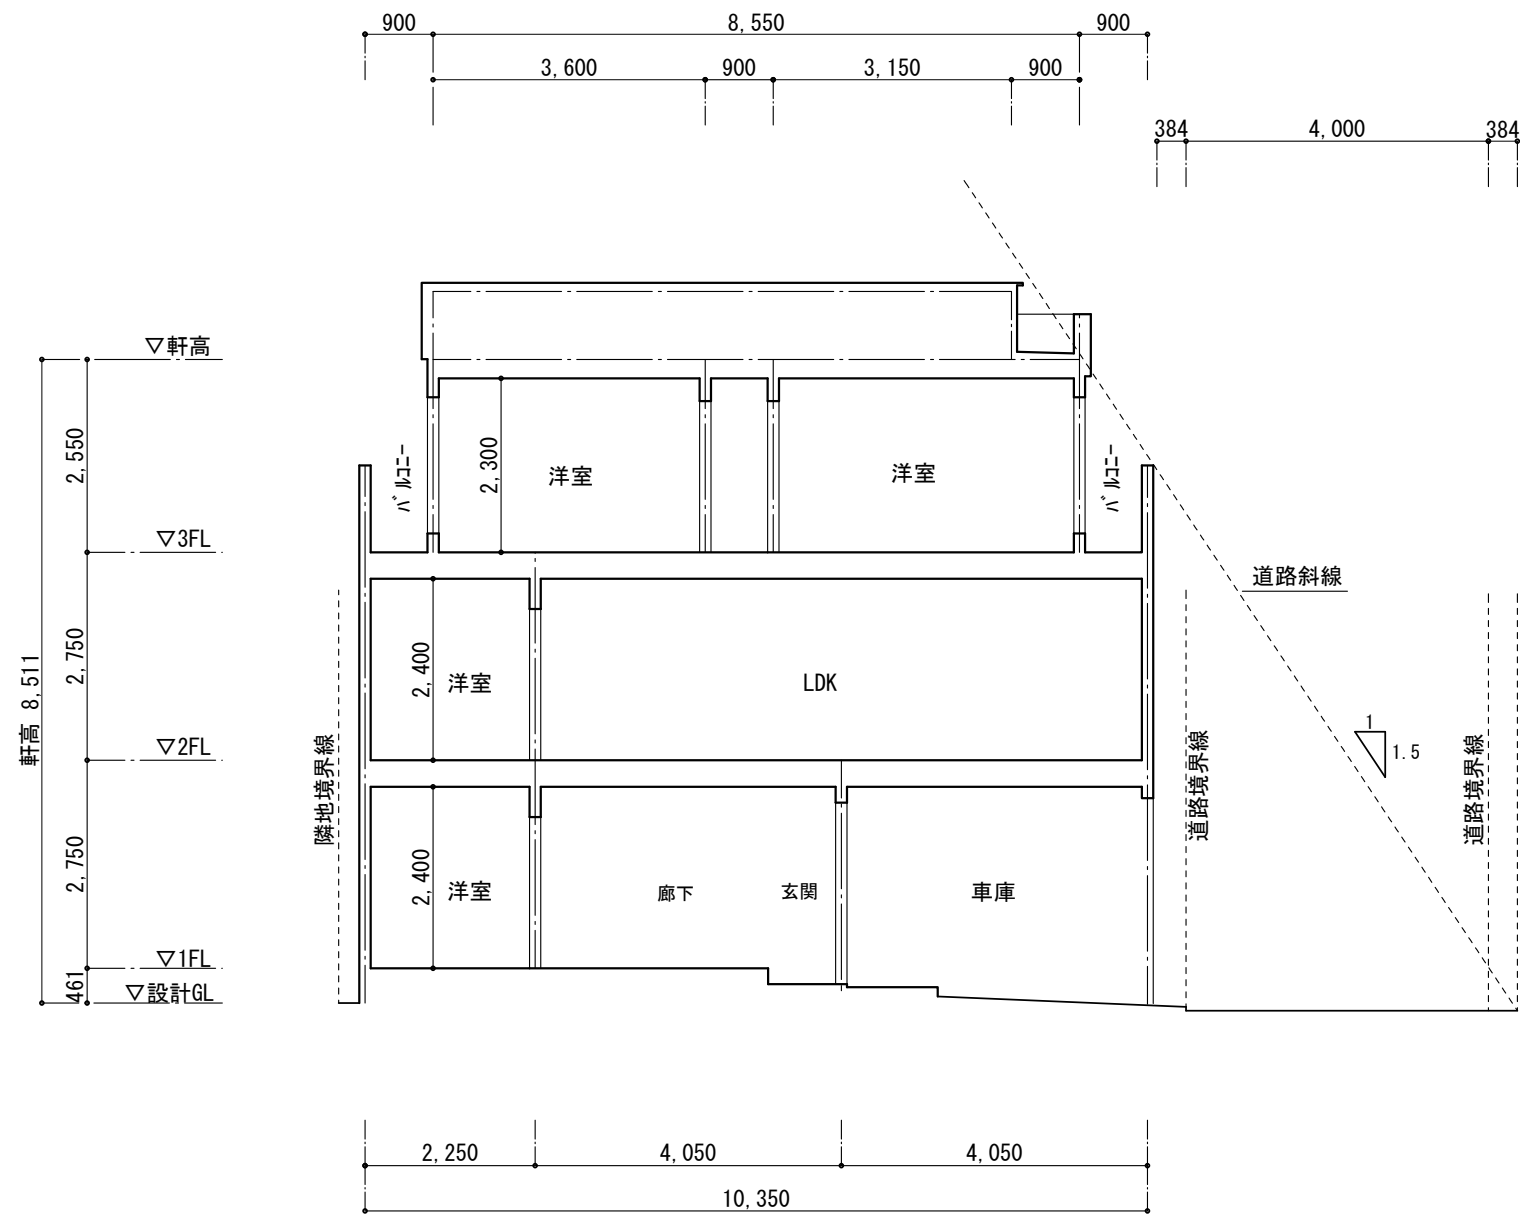 900
8,550
900
3,600
900
3,150
900
384
4,000
384
▽軒高
2,550
2,300
洋室
洋室
バルコニー
バルコニー
▽3FL
道路斜線
2,750
2,400
洋室
LDK
軒高 8,511
▽2FL
1
1.5
隣地境界線
道路境界線
道路境界線
2,750
2,400
洋室
廊下
玄関
車庫
▽1FL
461
▽設計GL
2,250
4,050
4,050
10,350